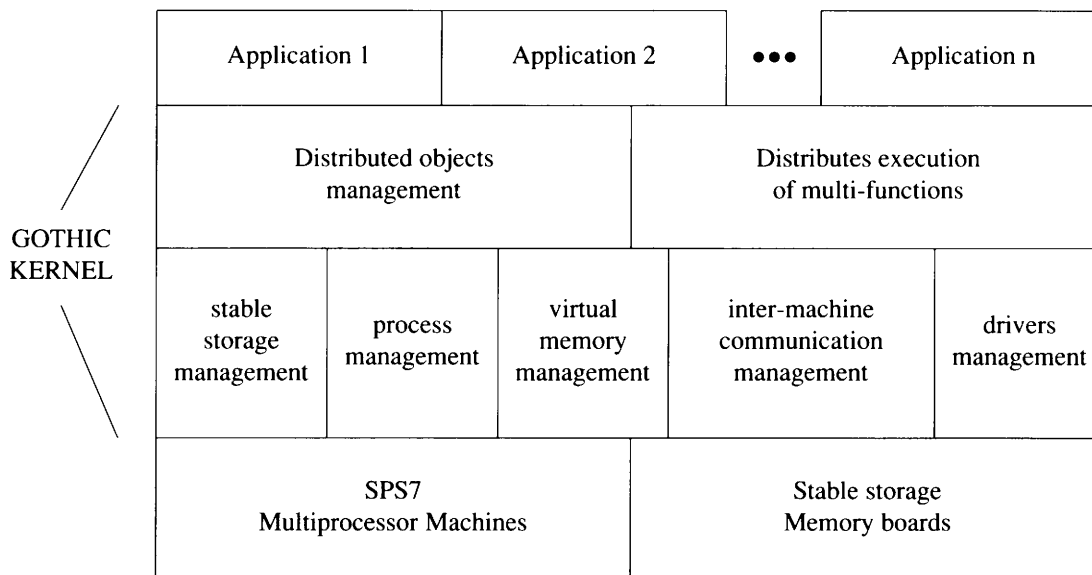 Application 1
Application 2
•••
Application n
Distributed objects
management
Distributes execution
of multi-functions
GOTHIC
KERNEL
stable
storage
management
process
management
virtual
memory
management
inter-machine
communication
management
drivers
management
SPS7
Multiprocessor Machines
Stable storage
Memory boards